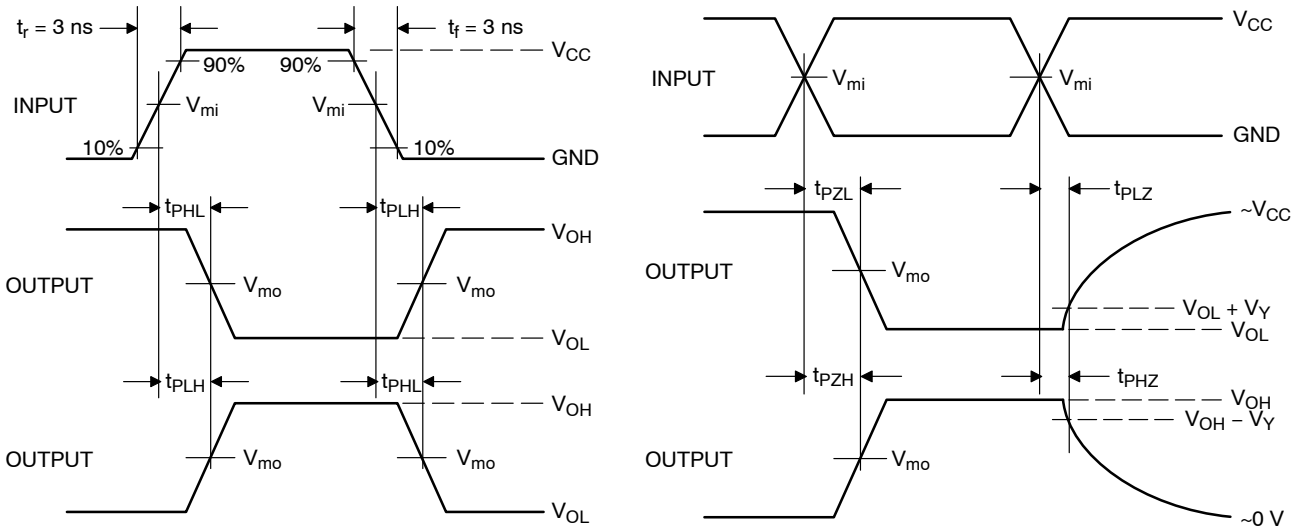 t_r = 3 ns
t_f = 3 ns
V_CC
90%
90%
INPUT
V_mi
V_mi
10%
10%
GND
t_PHL
t_PLH
V_OH
OUTPUT
V_mo
V_mo
V_OL
t_PLH
t_PHL
V_OH
OUTPUT
V_mo
V_mo
V_OL
V_CC
INPUT
V_mi
V_mi
GND
t_PZL
t_PLZ
~V_CC
OUTPUT
V_mo
V_OL + V_Y
V_OL
t_PZH
t_PHZ
V_OH
V_OH − V_Y
OUTPUT
V_mo
~0 V